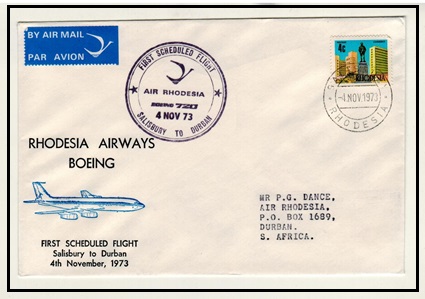 BY AIR MAIL
PAR AVION
FIRST SCHEDULED FLIGHT
AIR RHODESIA
BOEING 720
4 NOV 73
SALISBURY TO DURBAN
4c
RHODESIA
-4 NOV 1973
RHODESIA
RHODESIA AIRWAYS
BOEING
FIRST SCHEDULED FLIGHT
Salisbury to Durban
4th November, 1973
MR P.G. DANCE,
AIR RHODESIA,
P.O. BOX 1689,
DURBAN.
S. AFRICA.